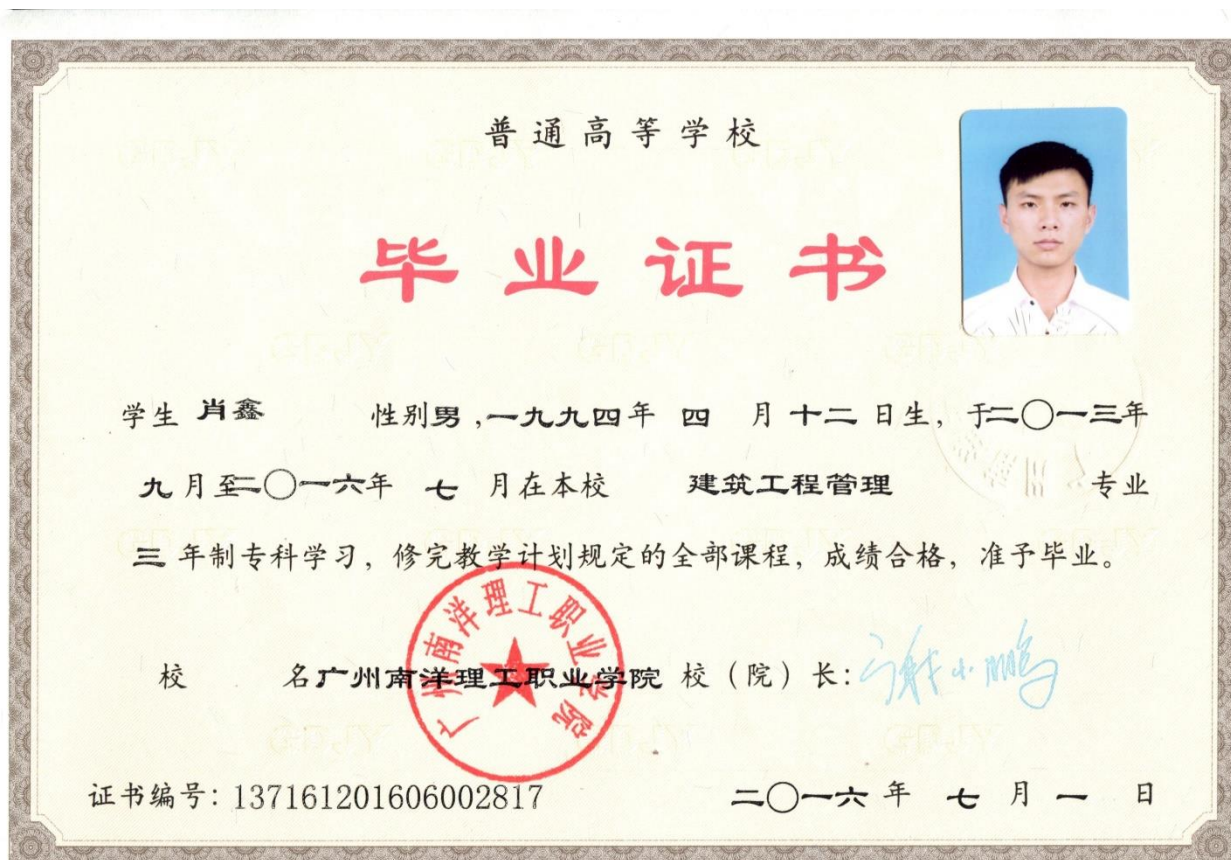 普通高等学校
毕业证书
学生 肖鑫 性别男，一九九四年 四 月 十二 日生，于二〇一三年
九月至二〇一六年 七 月在本校 建筑工程管理 专业
三 年制专科学习，修完教学计划规定的全部课程，成绩合格，准予毕业。
校 名广州南洋理工职业学院 校（院）长：谢小鹏
广州南洋理工职业学院
证书编号：137161201606002817 二〇一六 年 七 月 一 日